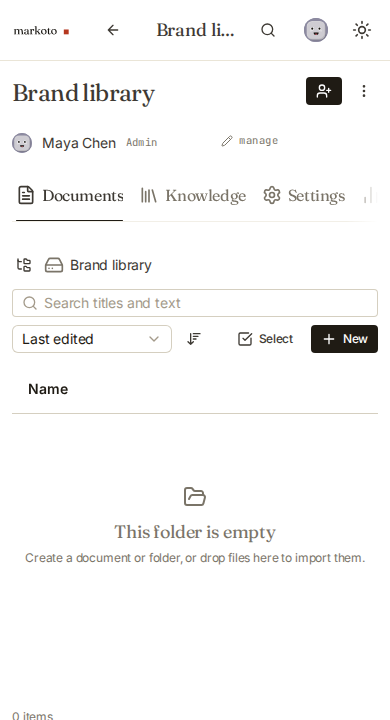 markoto
Brand li...
Brand library
Maya Chen Admin manage
Documents Knowledge Settings
Brand library
Search titles and text
Last edited Select New
Name
This folder is empty
Create a document or folder, or drop files here to import them.
0 items